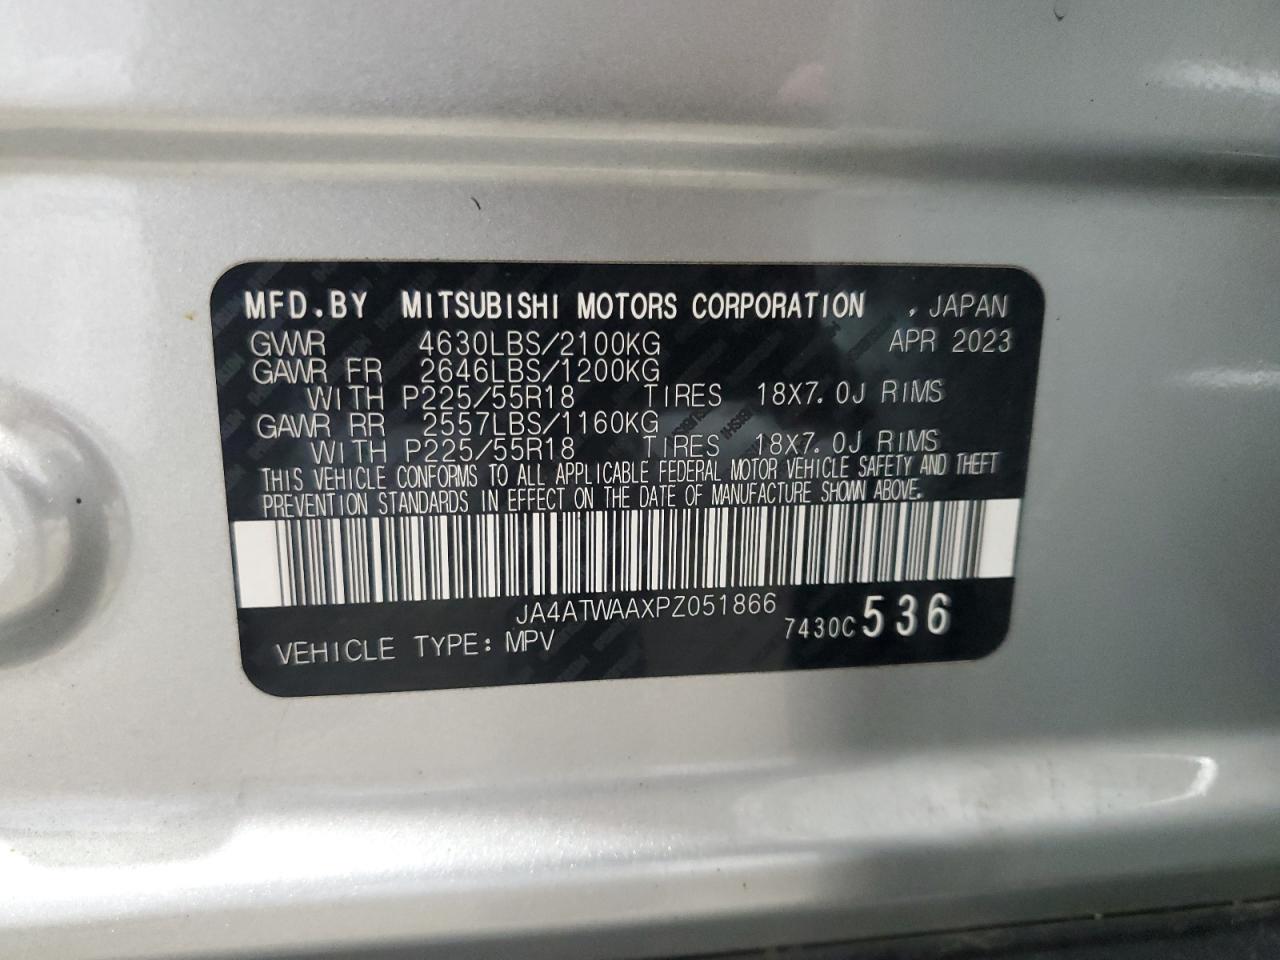 MFD.BY MITSUBISHI MOTORS CORPORATION , JAPAN
GVWR 4630LBS/2100KG APR 2023
GAWR FR 2646LBS/1200KG
WITH P225/55R18 TIRES 18X7.0J RIMS
GAWR RR 2557LBS/1160KG
WITH P225/55R18 TIRES 18X7.0J RIMS
THIS VEHICLE CONFORMS TO ALL APPLICABLE FEDERAL MOTOR VEHICLE SAFETY AND THEFT
PREVENTION STANDARDS IN EFFECT ON THE DATE OF MANUFACTURE SHOWN ABOVE.
JA4ATWAAXPZ051866
VEHICLE TYPE: MPV 7430C 536